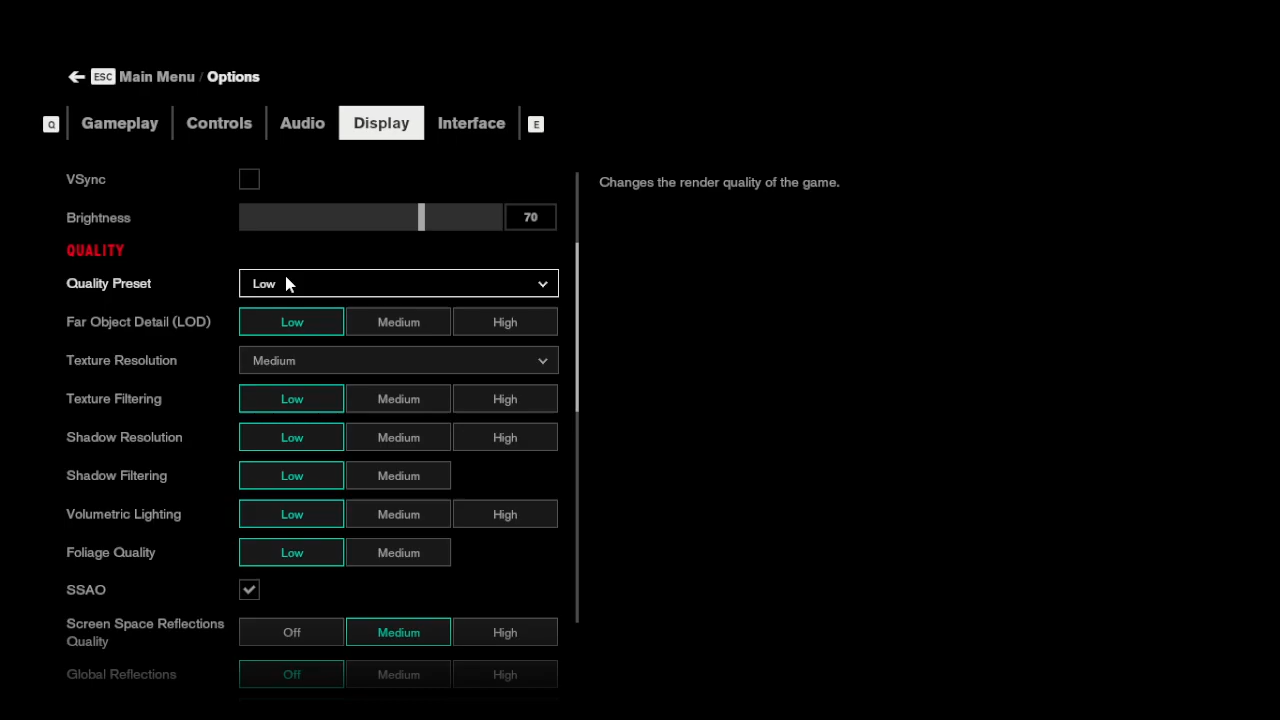 ESC Main Menu / Options
Q Gameplay Controls Audio Display Interface E
VSync
Changes the render quality of the game.
Brightness 70
QUALITY
Quality Preset Low
Far Object Detail (LOD) Low Medium High
Texture Resolution Medium
Texture Filtering Low Medium High
Shadow Resolution Low Medium High
Shadow Filtering Low Medium
Volumetric Lighting Low Medium High
Foliage Quality Low Medium
SSAO
Screen Space Reflections
Quality Off Medium High
Global Reflections Off Medium High